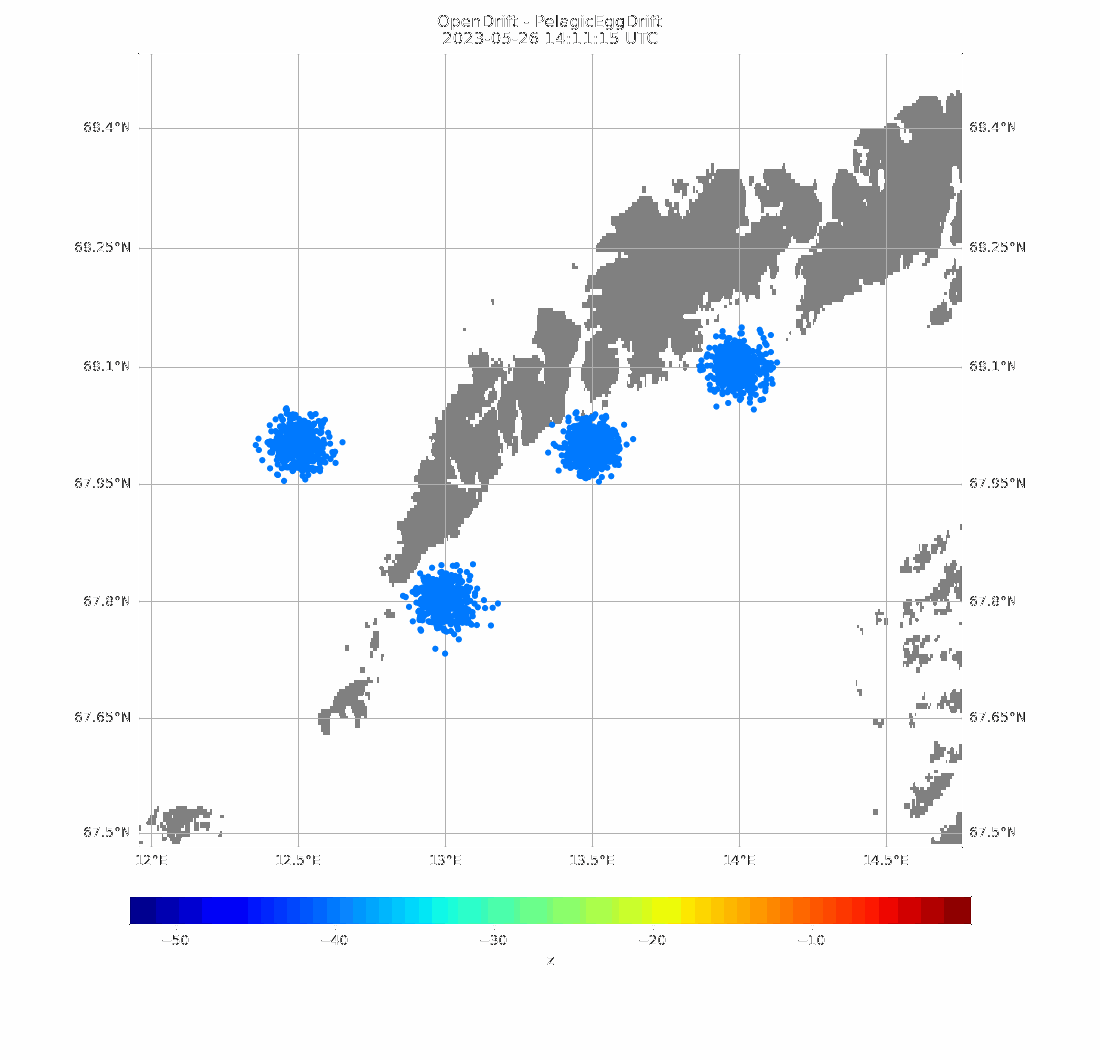 OpenDrift - PelagicEggDrift
2023-05-26 14:11:15 UTC
68.4°N 68.4°N
68.25°N 68.25°N
68.1°N 68.1°N
67.95°N 67.95°N
67.8°N 67.8°N
67.65°N 67.65°N
67.5°N 67.5°N
12°E 12.5°E 13°E 13.5°E 14°E 14.5°E
−50 −40 −30 −20 −10
z